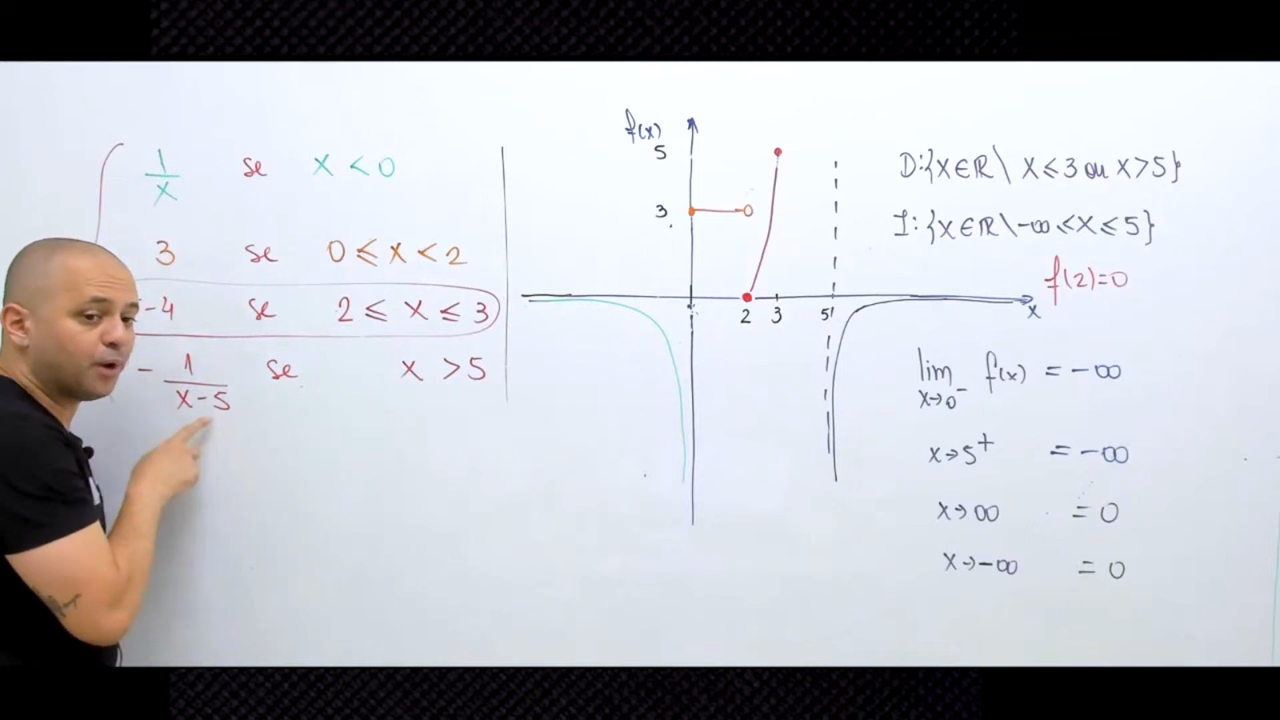 1/x se x < 0
3 se 0 ≤ x < 2
-4 se 2 ≤ x ≤ 3
- 1/(x-5) se x > 5
f(x)
5
3
2 3 5
x
D:{x∈ℝ \ x ≤ 3 ou x > 5}
I:{x∈ℝ \ -∞ < x ≤ 5}
f(2)=0
lim x→0⁻ f(x) = -∞
x→5⁺ = -∞
x→∞ = 0
x→-∞ = 0